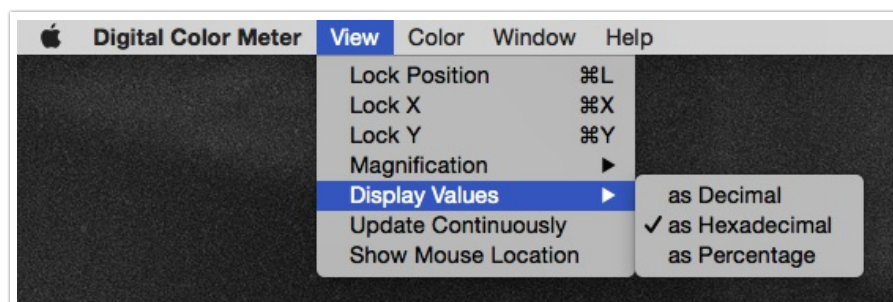 Digital Color Meter View Color Window Help
Lock Position ⌘L
Lock X ⌘X
Lock Y ⌘Y
Magnification ▶
Display Values ▶
as Decimal
Update Continuously
✓ as Hexadecimal
Show Mouse Location
as Percentage